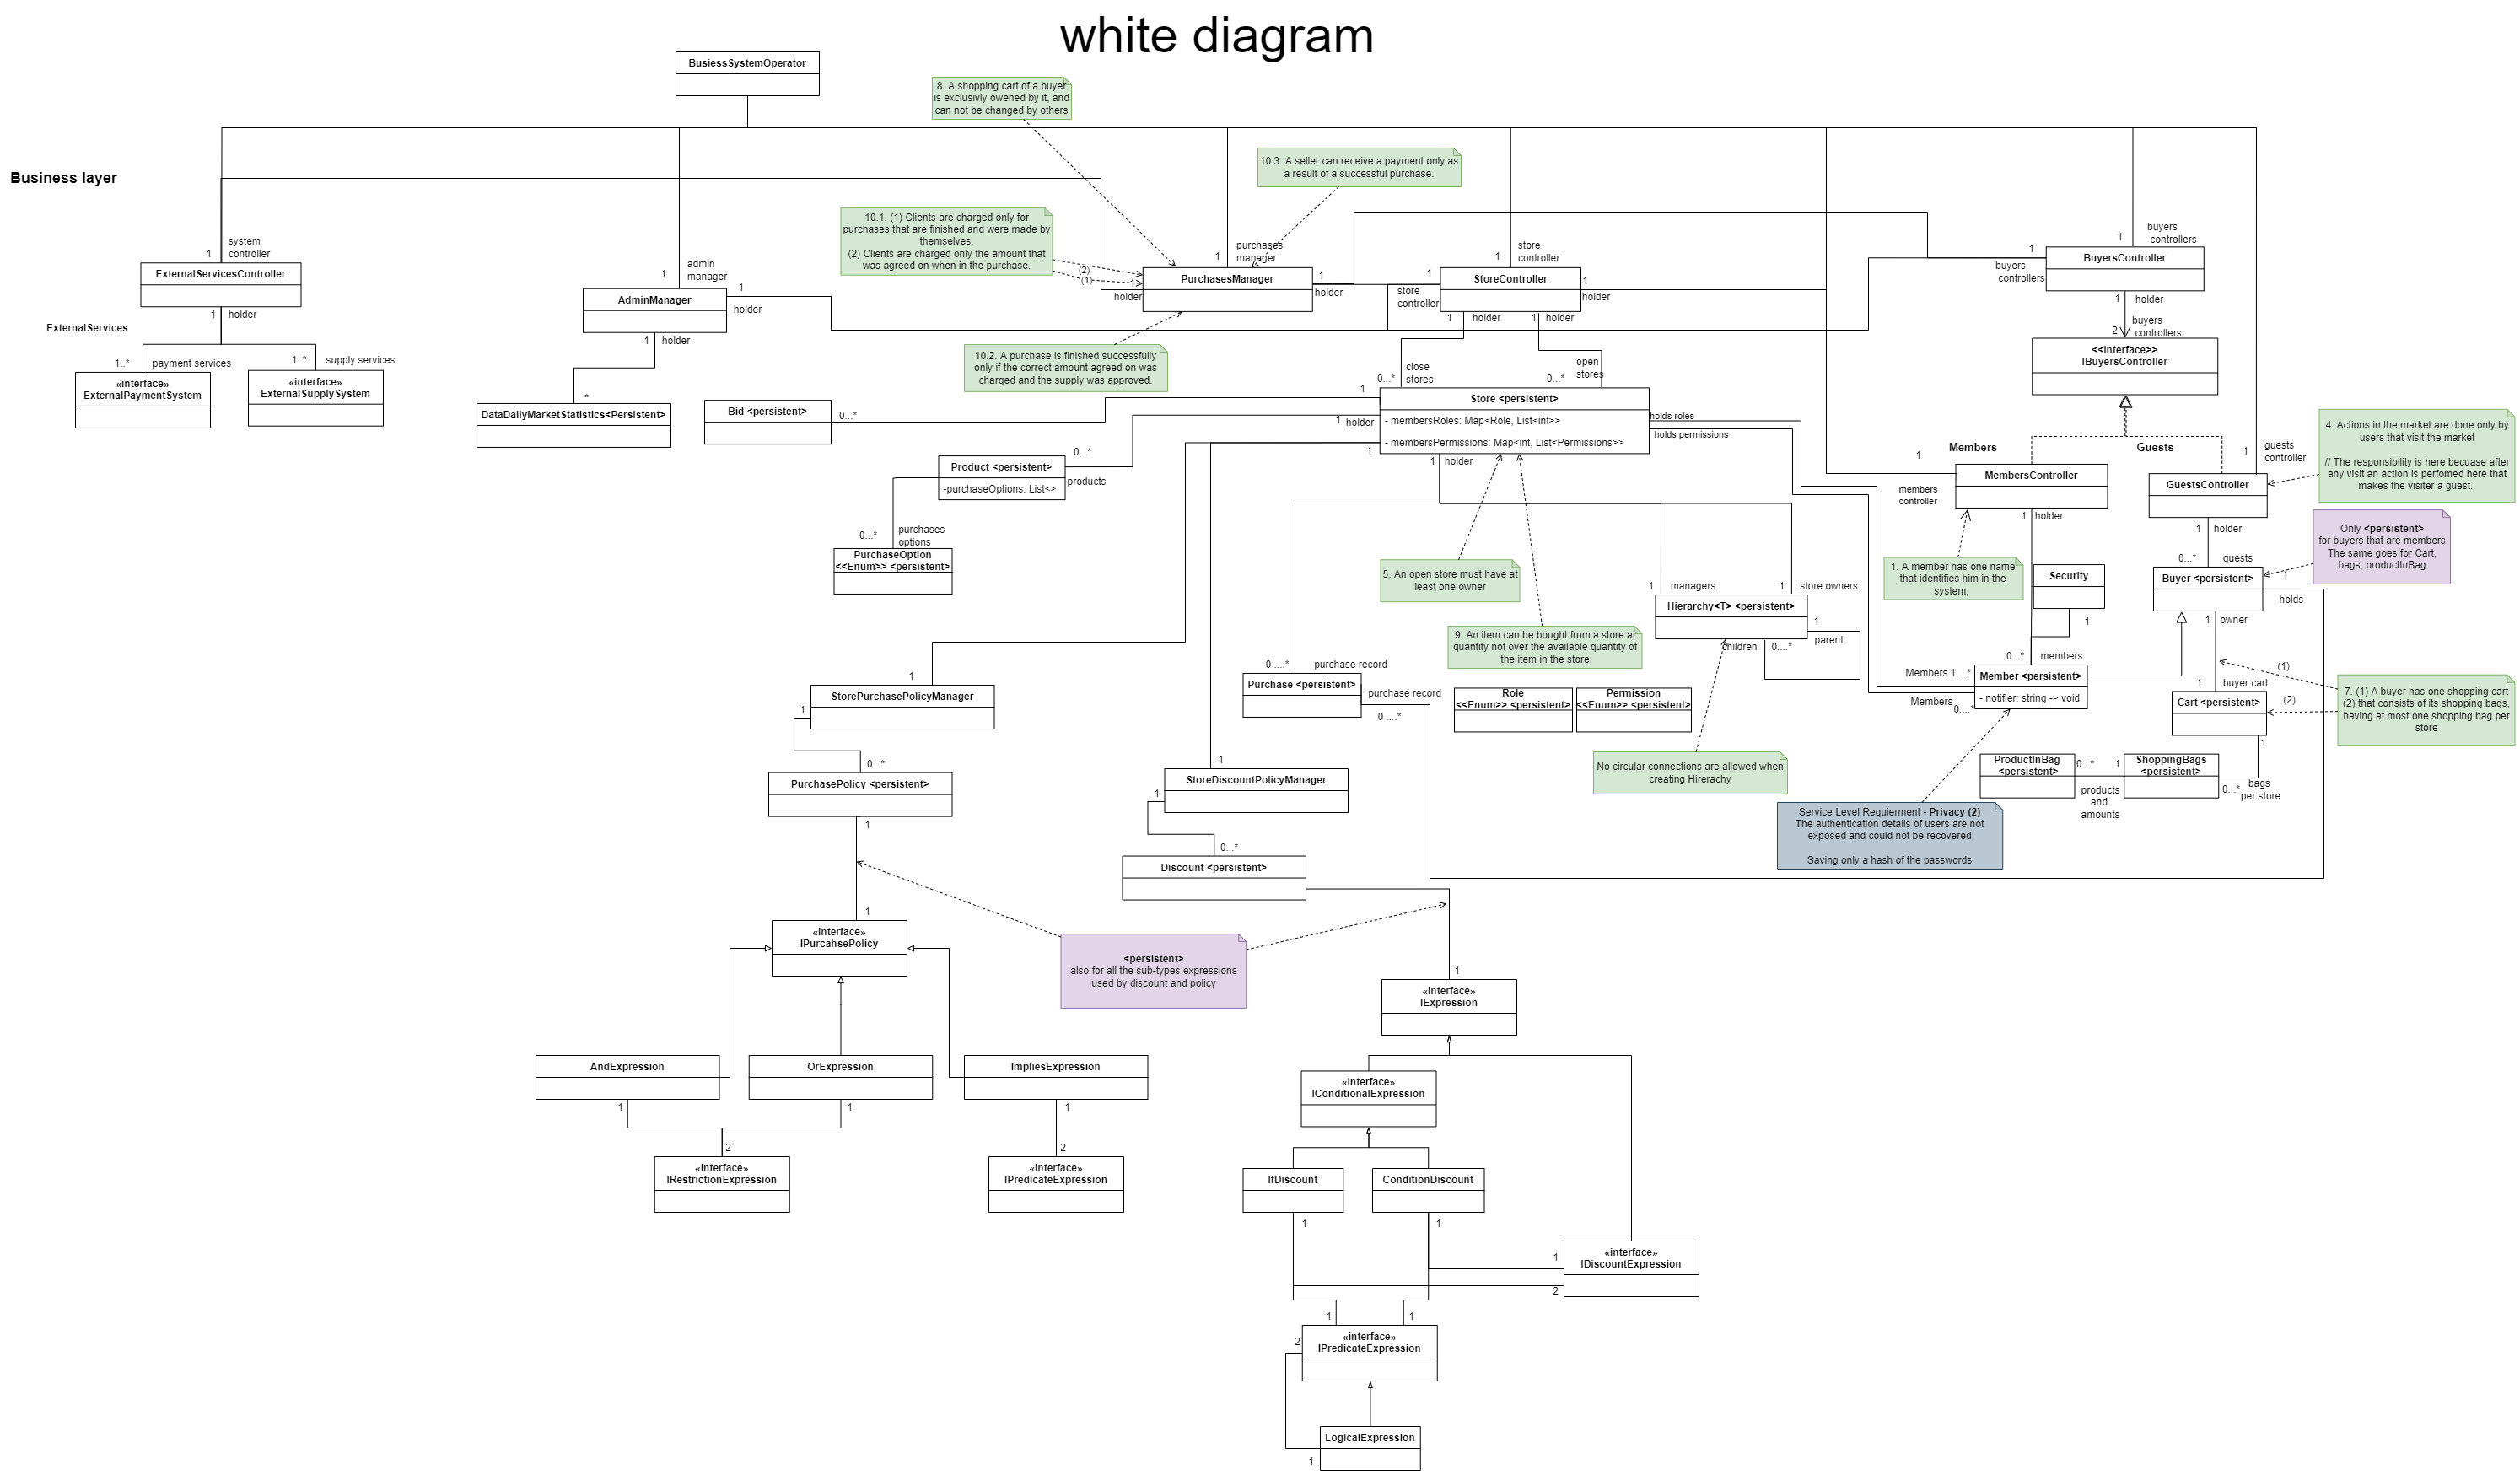 white diagram
BusiessSystemOperator
8. A shopping cart of a buyer
is exclusivly owened by it, and
can not be changed by others
10.3. A seller can receive a payment only as
a result of a successful purchase.
Business layer
10.1. (1) Clients are charged only for
purchases that are finished and were made by
themselves.
(2) Clients are charged only the amount that
was agreed on when in the purchase.
(2)
(1)
1
system
controller
ExternalServicesController
1
holder
ExternalServices
1..*
payment services
1..*
supply services
«interface»
ExternalPaymentSystem
«interface»
ExternalSupplySystem
1
admin
manager
AdminManager
1
holder
1
holder
*
DataDailyMarketStatistics<Persistent>
1
purchases
manager
PurchasesManager
1
holder
1
holder
10.2. A purchase is finished successfully
only if the correct amount agreed on was
charged and the supply was approved.
1
store
controller
StoreController
1
store
controller
1
holder
1
holder
1
holder
close
stores
0...*
open
stores
0...*
1
buyers
controllers
BuyersController
1
buyers
controllers
1
holder
2
buyers
controllers
<<interface>>
IBuyersController
Members
Guests
1
members
controller
MembersController
1
guests
controller
GuestsController
4. Actions in the market are done only by
users that visit the market
// The responsibility is here becuase after
any visit an action is perfomed here that
makes the visiter a guest.
Only <persistent>
for buyers that are members.
The same goes for Cart,
bags, productInBag
Store <persistent>
- membersRoles: Map<Role, List<int>>
- membersPermissions: Map<int, List<Permissions>>
holds roles
holds permissions
1
1
holder
1
1
holder
Bid <persistent>
0...*
Product <persistent>
-purchaseOptions: List<>
0...*
products
0...*
purchases
options
PurchaseOption
<<Enum>> <persistent>
5. An open store must have at
least one owner
9. An item can be bought from a store at
quantity not over the available quantity of
the item in the store
1
managers
1
store owners
Hierarchy<T> <persistent>
1
parent
children
0....*
No circular connections are allowed when
creating Hirerachy
1. A member has one name
that identifies him in the
system,
1
holder
Security
1
0...*
members
Members 1....*
Members
0....*
Member <persistent>
- notifier: string -> void
1
holder
0...*
guests
Buyer <persistent>
1
holds
1
owner
1
buyer cart
(1)
(2)
Cart <persistent>
7. (1) A buyer has one shopping cart
(2) that consists of its shopping bags,
having at most one shopping bag per
store
1
0...*
bags
per store
ShoppingBags
<persistent>
1
0...*
products
and
amounts
ProductInBag
<persistent>
Service Level Requierment - Privacy (2)
The authentication details of users are not
exposed and could not be recovered
Saving only a hash of the passwords
0 ....*
purchase record
Purchase <persistent>
purchase record
0 ....*
Role
<<Enum>> <persistent>
Permission
<<Enum>> <persistent>
1
StorePurchasePolicyManager
1
0...*
PurchasePolicy <persistent>
1
1
«interface»
IPurcahsePolicy
1
StoreDiscountPolicyManager
1
0...*
Discount <persistent>
<persistent>
also for all the sub-types expressions
used by discount and policy
1
«interface»
IExpression
AndExpression
OrExpression
ImpliesExpression
1
1
1
2
2
«interface»
IRestrictionExpression
«interface»
IPredicateExpression
«interface»
IConditionalExpression
IfDiscount
ConditionDiscount
1
1
«interface»
IDiscountExpression
1
2
1
1
«interface»
IPredicateExpression
2
LogicalExpression
1